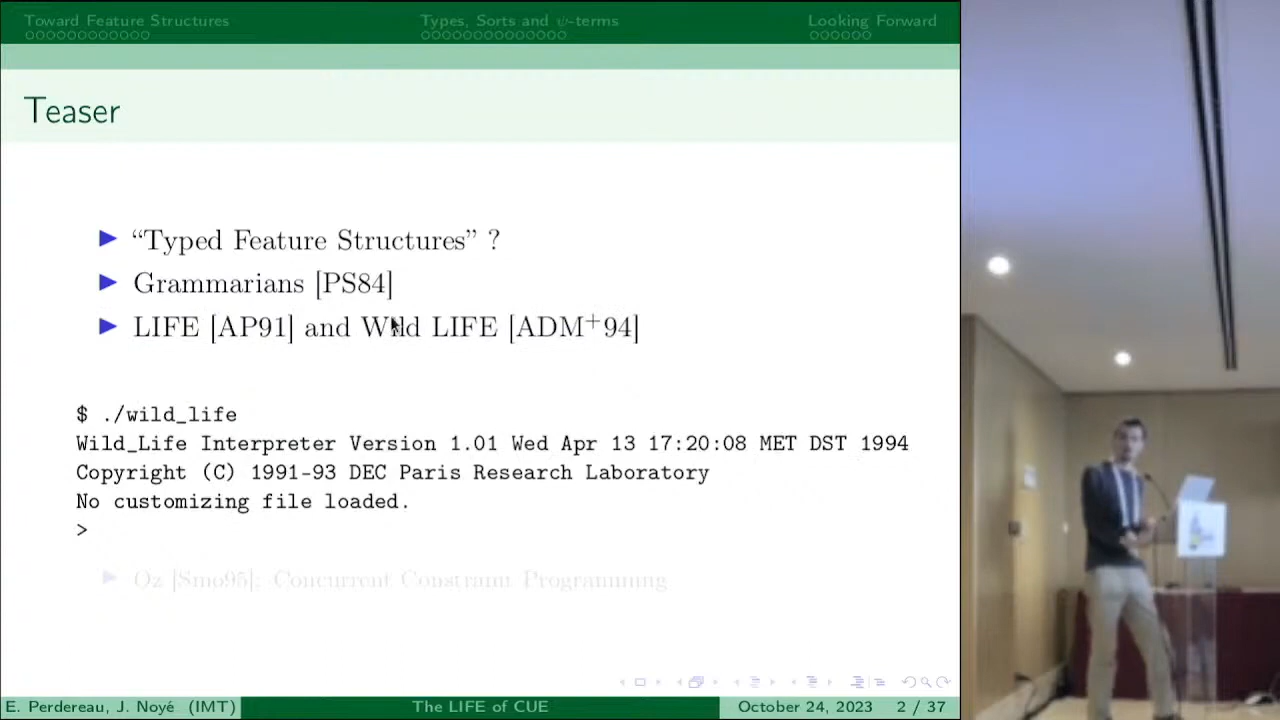 Toward Feature Structures
Types, Sorts and ψ-terms
Looking Forward
Teaser
“Typed Feature Structures” ?
Grammarians [PS84]
LIFE [AP91] and Wild LIFE [ADM+94]
$ ./wild_life
Wild_Life Interpreter Version 1.01 Wed Apr 13 17:20:08 MET DST 1994
Copyright (C) 1991-93 DEC Paris Research Laboratory
No customizing file loaded.
>
Oz [Smo95]: Concurrent Constraint Programming
E. Perdereau, J. Noyé (IMT)
The LIFE of CUE
October 24, 2023
2 / 37